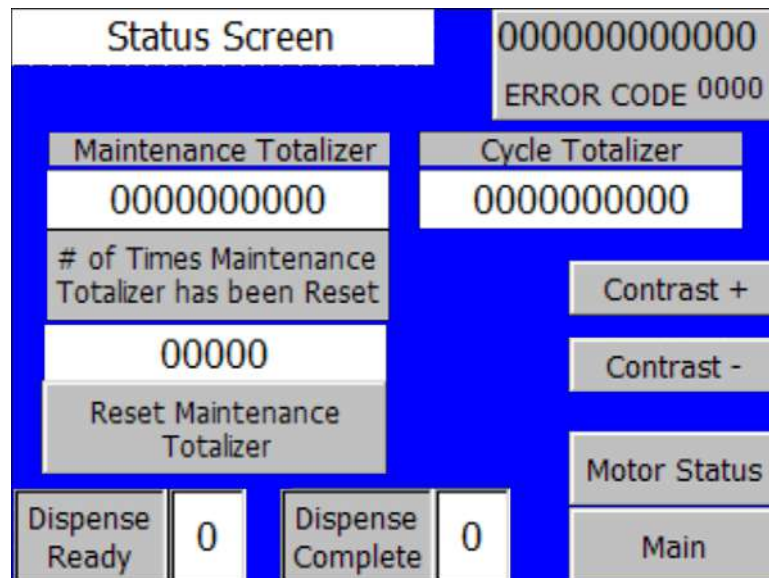 Status Screen
000000000000
ERROR CODE 0000
Maintenance Totalizer
0000000000
Cycle Totalizer
0000000000
# of Times Maintenance
Totalizer has been Reset
00000
Reset Maintenance
Totalizer
Contrast +
Contrast -
Motor Status
Dispense
Ready
0
Dispense
Complete
0
Main